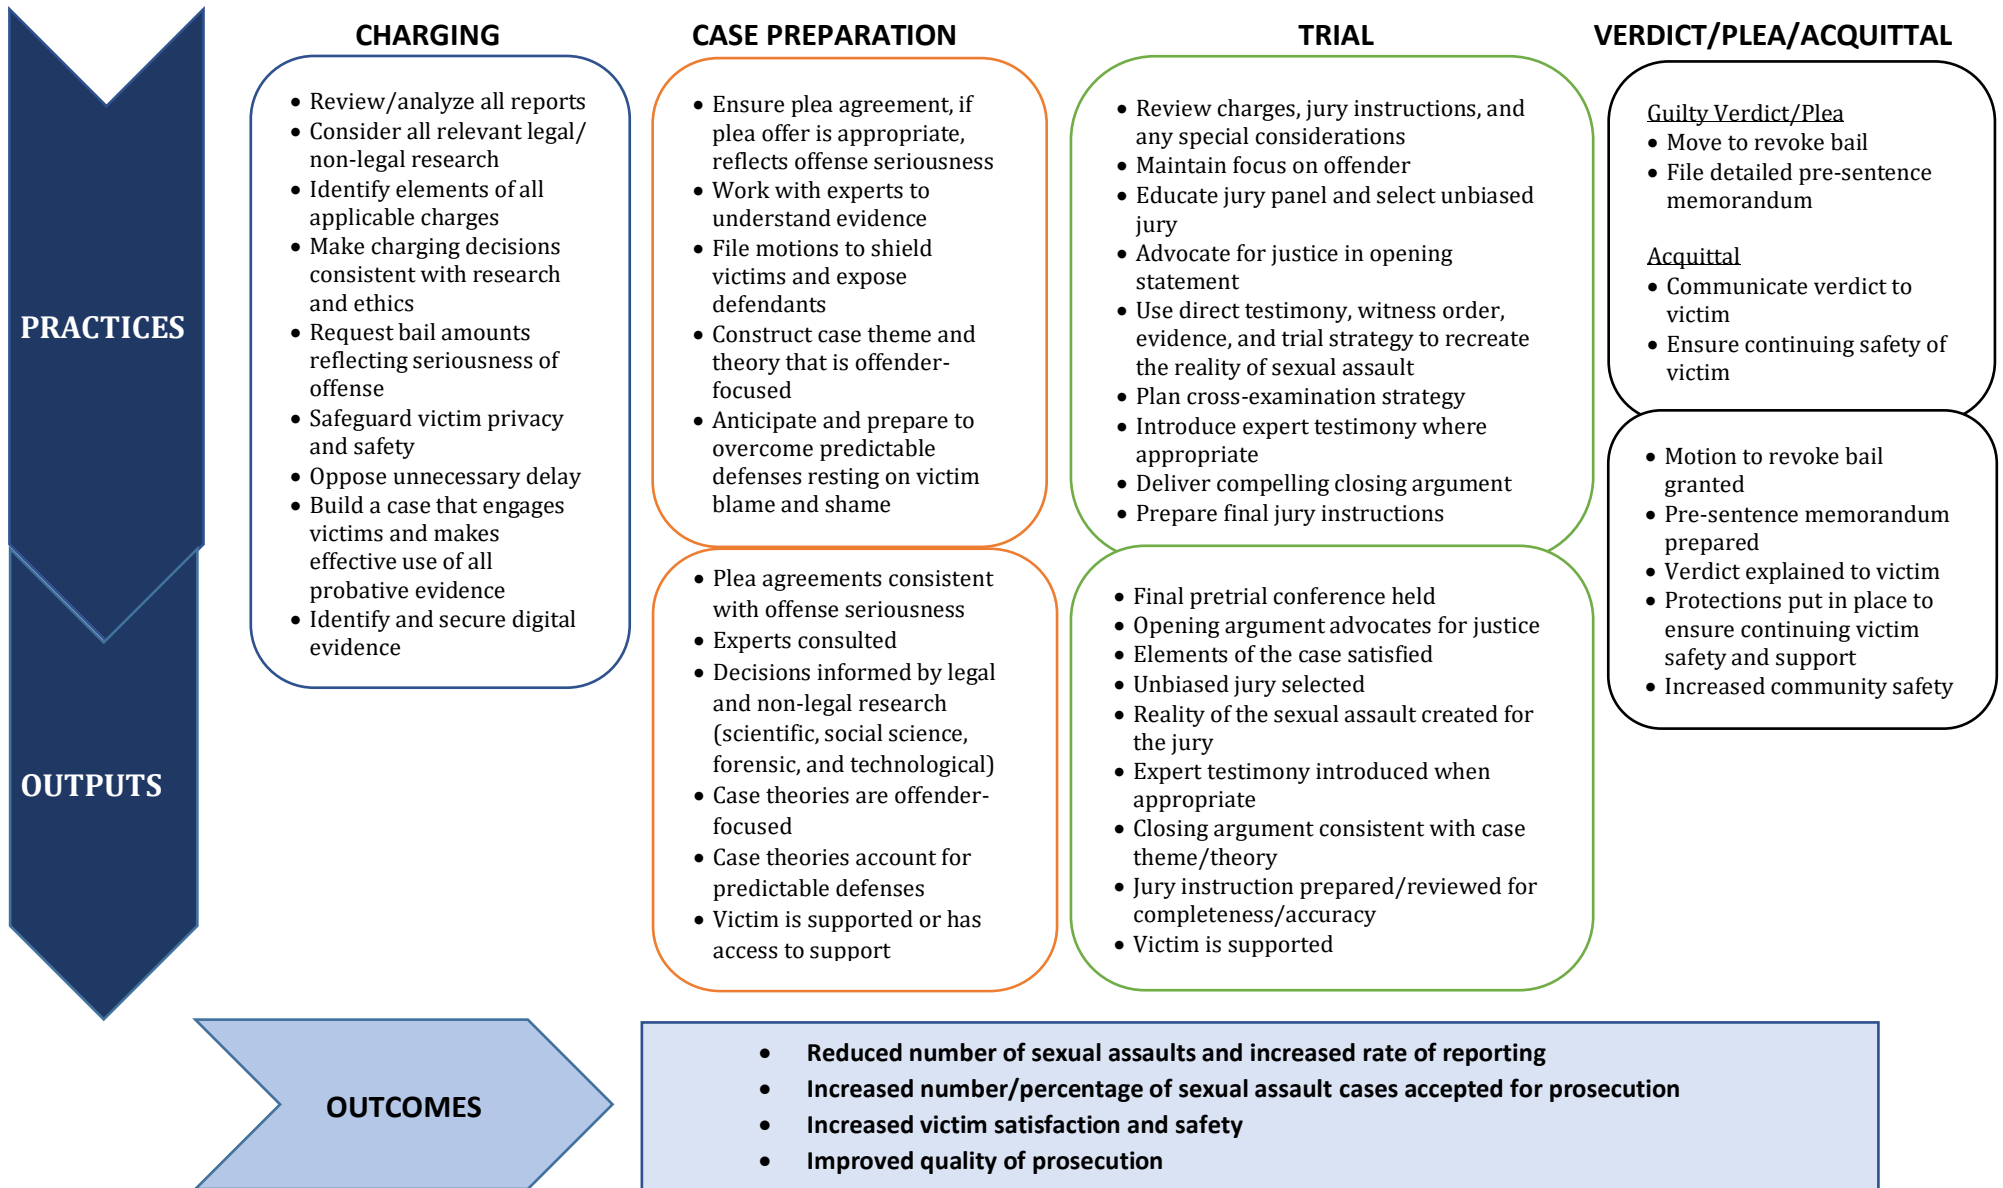 CHARGING
CASE PREPARATION
TRIAL
VERDICT/PLEA/ACQUITTAL
PRACTICES
• Review/analyze all reports
• Consider all relevant legal/
non-legal research
• Identify elements of all
applicable charges
• Make charging decisions
consistent with research
and ethics
• Request bail amounts
reflecting seriousness of
offense
• Safeguard victim privacy
and safety
• Oppose unnecessary delay
• Build a case that engages
victims and makes
effective use of all
probative evidence
• Identify and secure digital
evidence
• Ensure plea agreement, if
plea offer is appropriate,
reflects offense seriousness
• Work with experts to
understand evidence
• File motions to shield
victims and expose
defendants
• Construct case theme and
theory that is offender-
focused
• Anticipate and prepare to
overcome predictable
defenses resting on victim
blame and shame
• Review charges, jury instructions, and
any special considerations
• Maintain focus on offender
• Educate jury panel and select unbiased
jury
• Advocate for justice in opening
statement
• Use direct testimony, witness order,
evidence, and trial strategy to recreate
the reality of sexual assault
• Plan cross-examination strategy
• Introduce expert testimony where
appropriate
• Deliver compelling closing argument
• Prepare final jury instructions
Guilty Verdict/Plea
• Move to revoke bail
• File detailed pre-sentence
memorandum
Acquittal
• Communicate verdict to
victim
• Ensure continuing safety of
victim
OUTPUTS
• Plea agreements consistent
with offense seriousness
• Experts consulted
• Decisions informed by legal
and non-legal research
(scientific, social science,
forensic, and technological)
• Case theories are offender-
focused
• Case theories account for
predictable defenses
• Victim is supported or has
access to support
• Final pretrial conference held
• Opening argument advocates for justice
• Elements of the case satisfied
• Unbiased jury selected
• Reality of the sexual assault created for
the jury
• Expert testimony introduced when
appropriate
• Closing argument consistent with case
theme/theory
• Jury instruction prepared/reviewed for
completeness/accuracy
• Victim is supported
• Motion to revoke bail
granted
• Pre-sentence memorandum
prepared
• Verdict explained to victim
• Protections put in place to
ensure continuing victim
safety and support
• Increased community safety
OUTCOMES
• Reduced number of sexual assaults and increased rate of reporting
• Increased number/percentage of sexual assault cases accepted for prosecution
• Increased victim satisfaction and safety
• Improved quality of prosecution